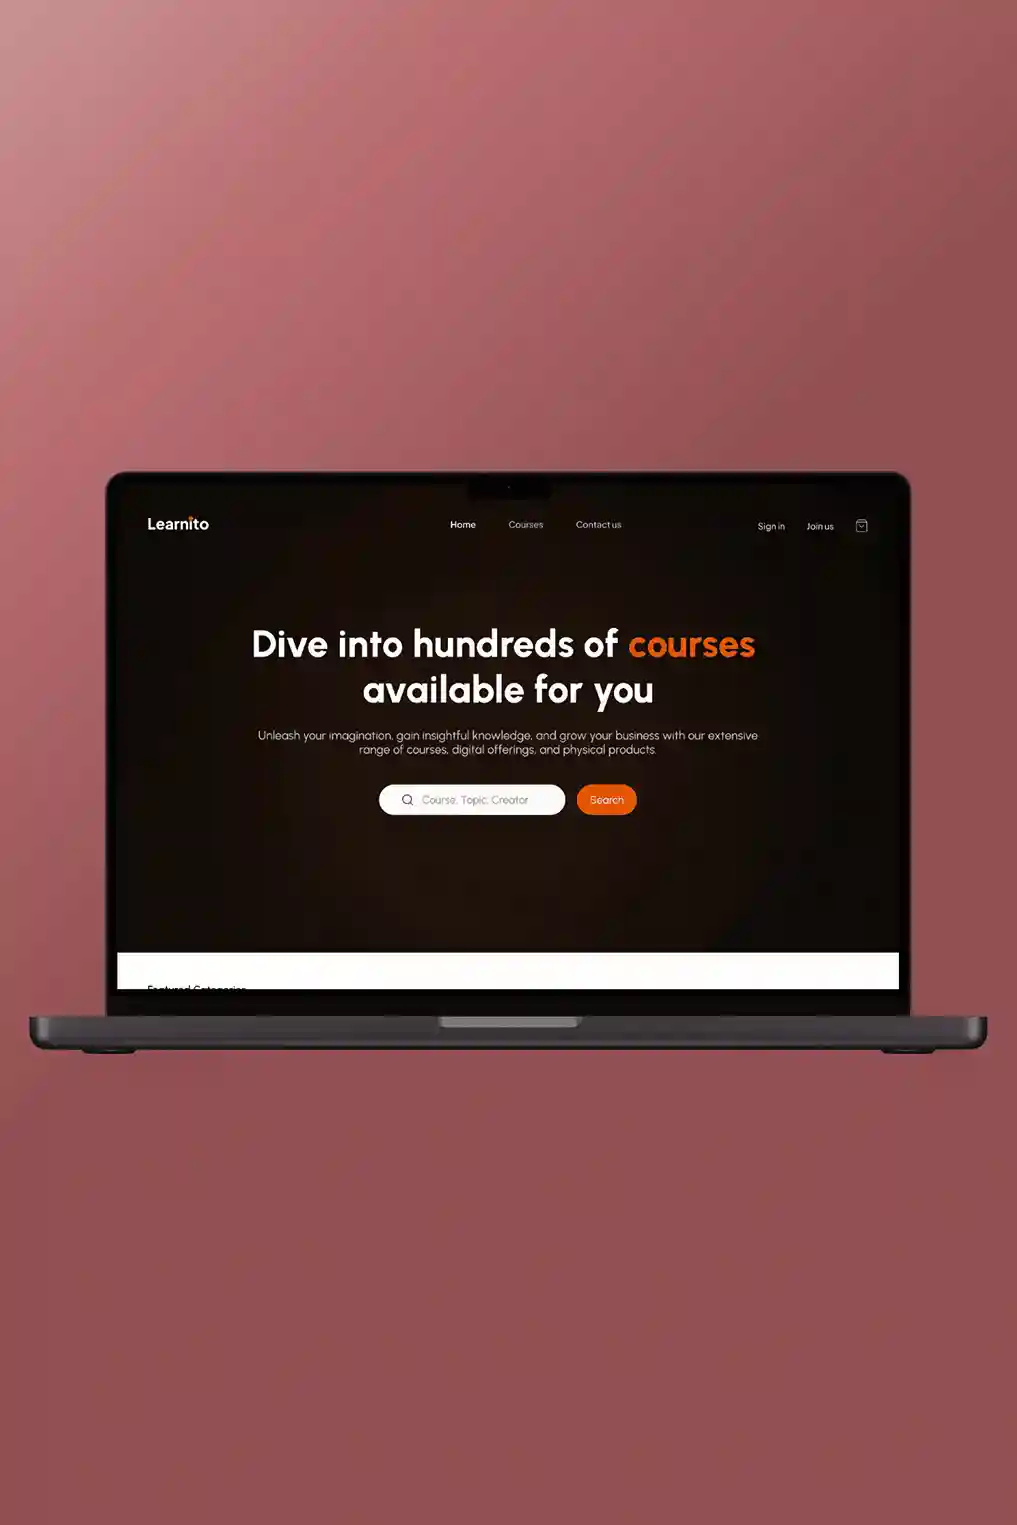 Learnito
Home
Courses
Contact us
Sign in
Join us
Dive into hundreds of courses
available for you
Unleash your imagination, gain insightful knowledge, and grow your business with our extensive
range of courses, digital offerings, and physical products.
Course, Topic, Creator
Search
Featured Categories